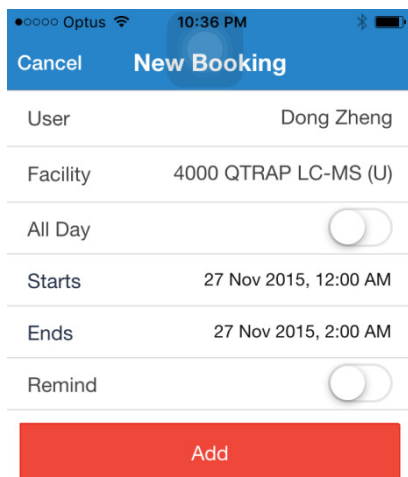 Optus 10:36 PM
Cancel New Booking
User Dong Zheng
Facility 4000 QTRAP LC-MS (U)
All Day
Starts 27 Nov 2015, 12:00 AM
Ends 27 Nov 2015, 2:00 AM
Remind
Add